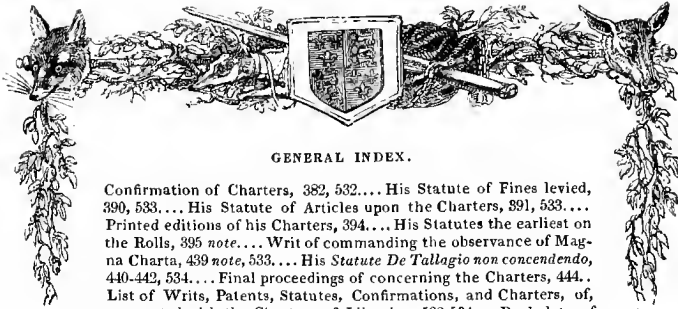 GENERAL INDEX.
Confirmation of Charters, 382, 532.... His Statute of Fines levied,
390, 533.... His Statute of Articles upon the Charters, 391, 533....
Printed editions of his Charters, 394.... His Statutes the earliest on
the Rolls, 395 note.... Writ of commanding the observance of Mag-
na Charta, 439 note, 533.... His Statute De Tallagio non concendendo,
440-442, 534.... Final proceedings of concerning the Charters, 444..
List of Writs, Patents, Statutes, Confirmations, and Charters, of,